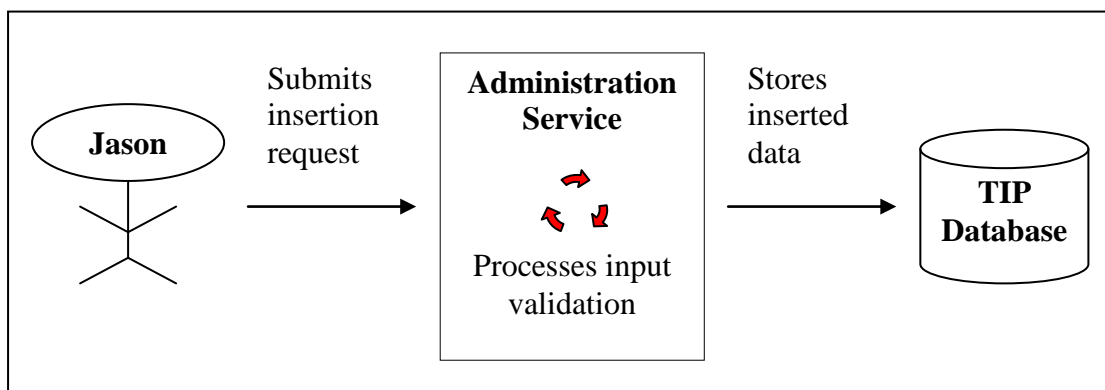 Jason
Submits
insertion
request
Administration
Service
Processes input
validation
Stores
inserted
data
TIP
Database